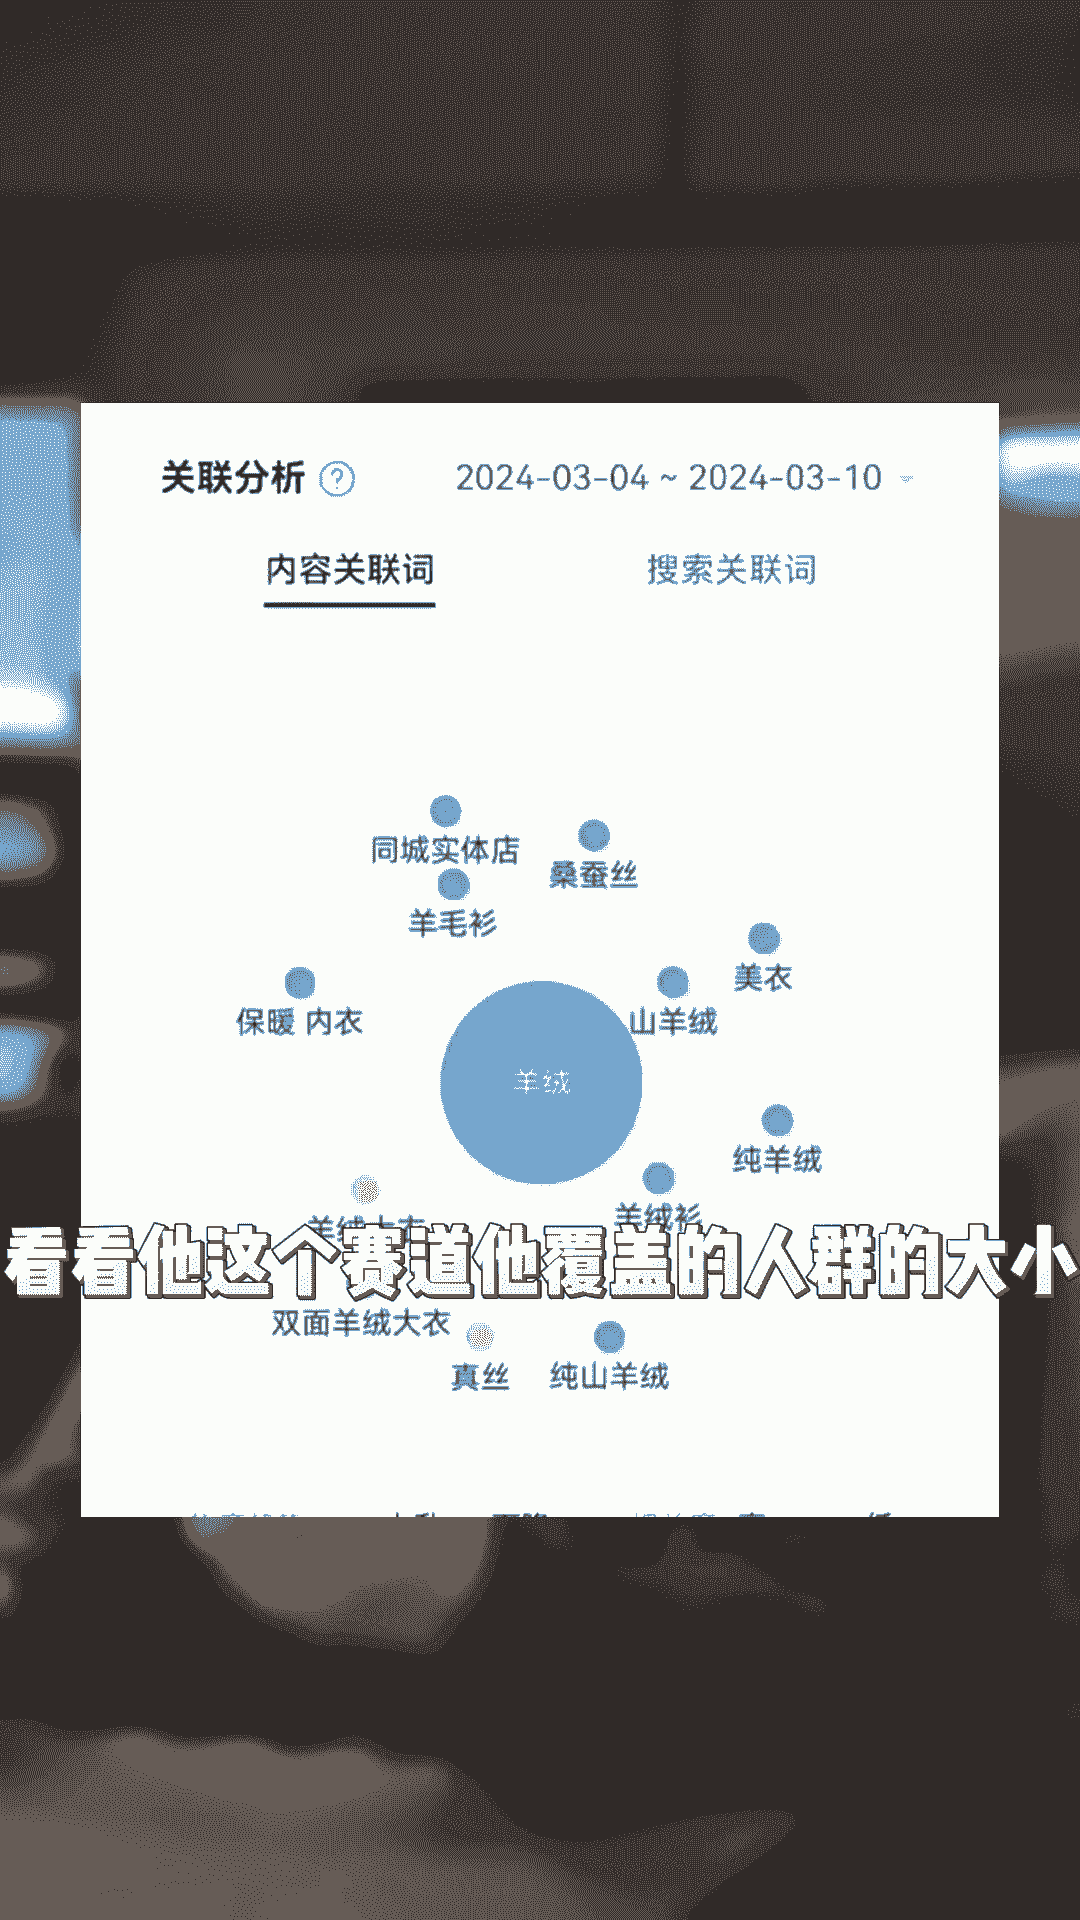 关联分析 ? 2024-03-04 ~ 2024-03-10
内容关联词 搜索关联词
同城实体店
桑蚕丝
羊毛衫
美衣
保暖 内衣
山羊绒
羊绒
纯羊绒
羊绒衫
羊绒大衣
看看他这个赛道他覆盖的人群的大小
双面羊绒大衣
真丝 纯山羊绒